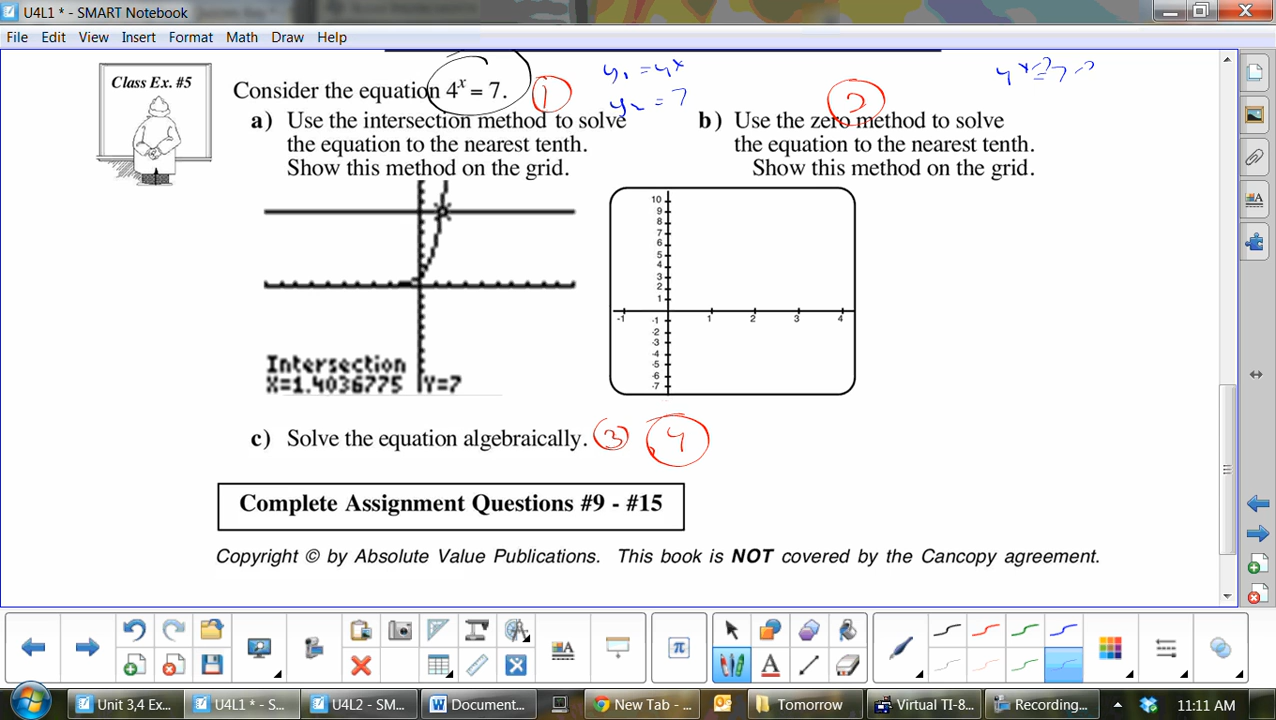 U4L1 * - SMART Notebook
File Edit View Insert Format Math Draw Help
Class Ex. #5
Consider the equation 4ˣ = 7.
1
y₁ = 4ˣ
y₂ = 7
a) Use the intersection method to solve
the equation to the nearest tenth.
Show this method on the grid.
2
b) Use the zero method to solve
the equation to the nearest tenth.
Show this method on the grid.
Intersection
X=1.4036775 Y=7
10
9
8
7
6
5
4
3
2
1
-1 1 2 3 4
-1
-2
-3
-4
-5
-6
-7
c) Solve the equation algebraically. 3 4
Complete Assignment Questions #9 - #15
Copyright © by Absolute Value Publications. This book is NOT covered by the Cancopy agreement.
π
A
Unit 3,4 Ex... U4L1 * - S... U4L2 - SM... Document... New Tab - ... Tomorrow Virtual TI-8... Recording... 11:11 AM